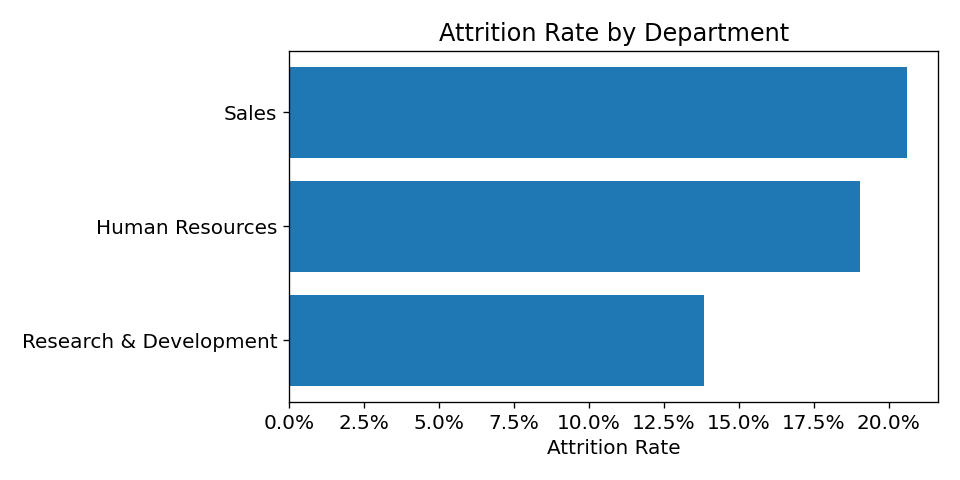 Attrition Rate by Department
Sales
Human Resources
Research & Development
0.0% 2.5% 5.0% 7.5% 10.0% 12.5% 15.0% 17.5% 20.0%
Attrition Rate